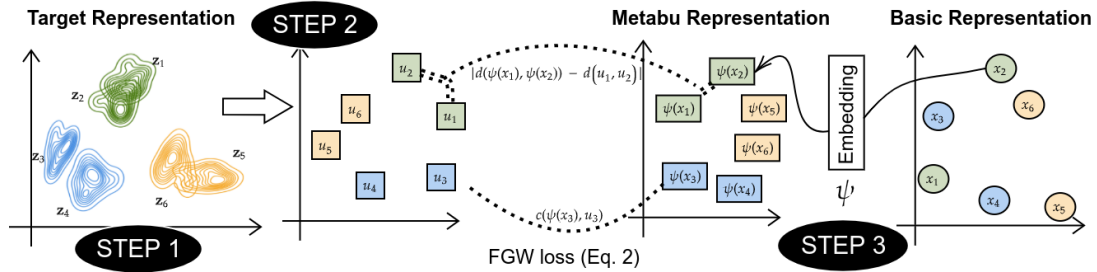 Target Representation
STEP 2
Metabu Representation
Basic Representation
z₁
z₂
z₃
z₄
z₅
z₆
STEP 1
u₂
u₆
u₁
u₅
u₄
u₃
|d(ψ(x₁), ψ(x₂)) − d(u₁, u₂)|
c(ψ(x₃), u₃)
FGW loss (Eq. 2)
ψ(x₂)
ψ(x₁)
ψ(x₅)
ψ(x₆)
ψ(x₃)
ψ(x₄)
Embedding
ψ
STEP 3
x₂
x₆
x₃
x₁
x₄
x₅